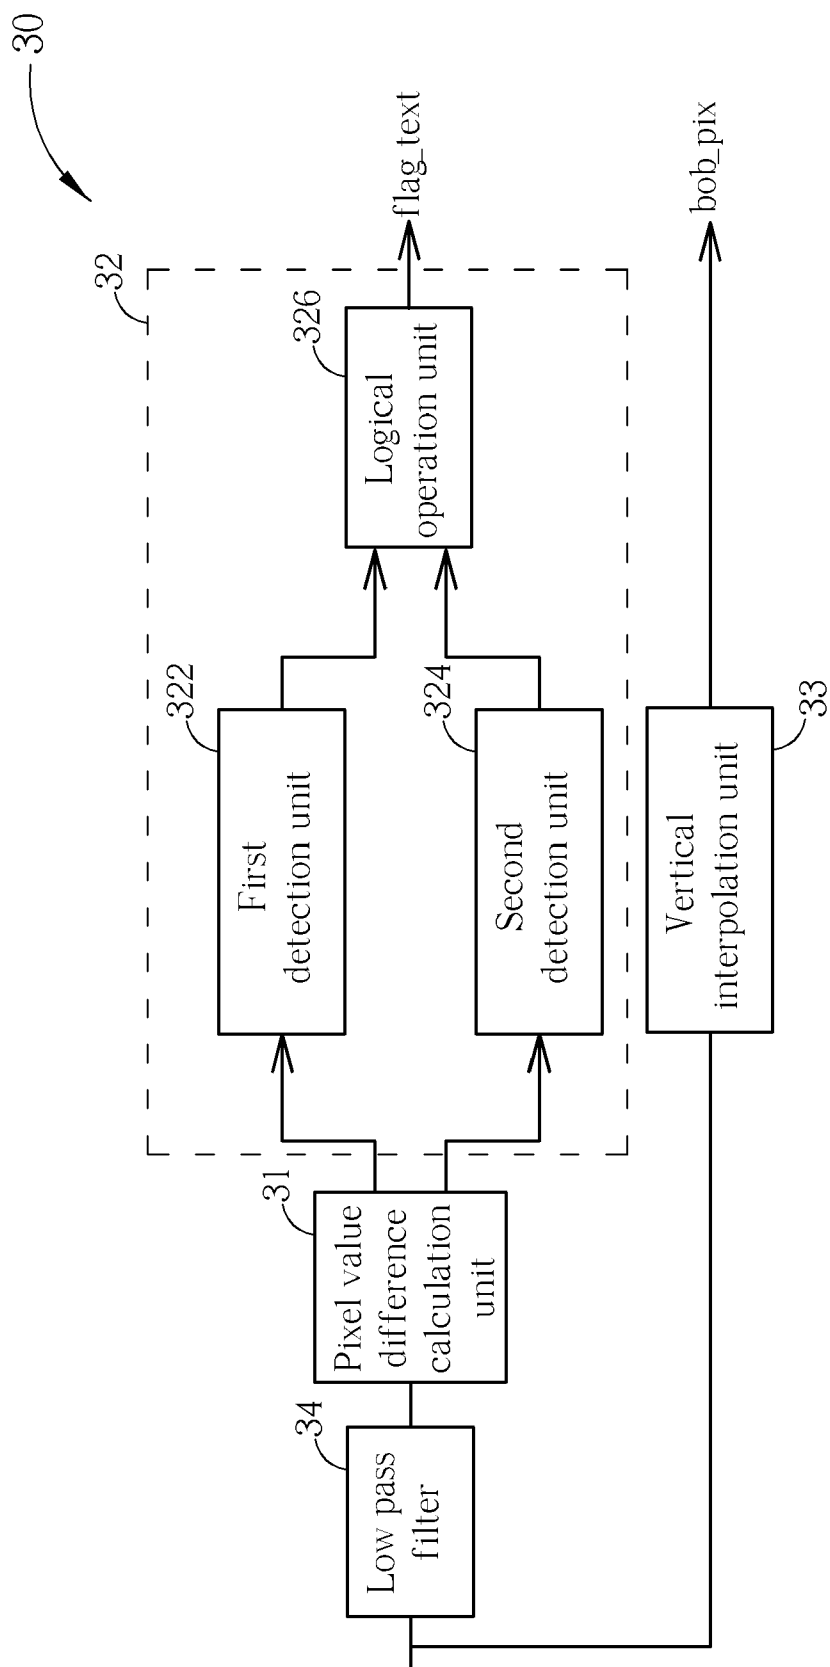 30
32
326
Logical
operation unit
flag_text
322
First
detection unit
324
Second
detection unit
31
Pixel value
difference
calculation
unit
34
Low pass
filter
Vertical
interpolation unit
33
bob_pix